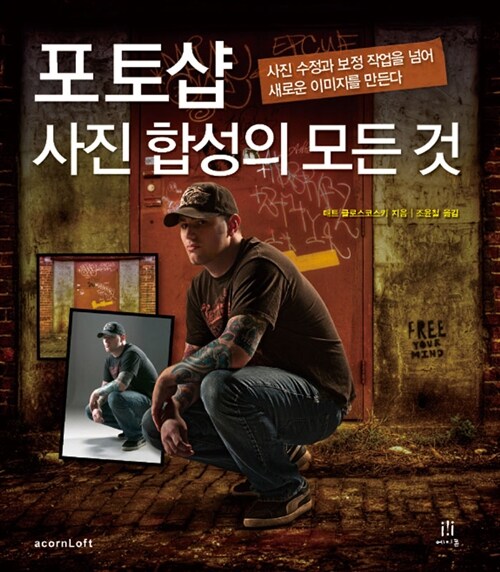 포토샵
사진 합성의 모든 것
사진 수정과 보정 작업을 넘어
새로운 이미지를 만든다
매트 클로스코스키 지음 | 조윤철 옮김
FREE
YOUR
MIND
acornLoft
에이콘